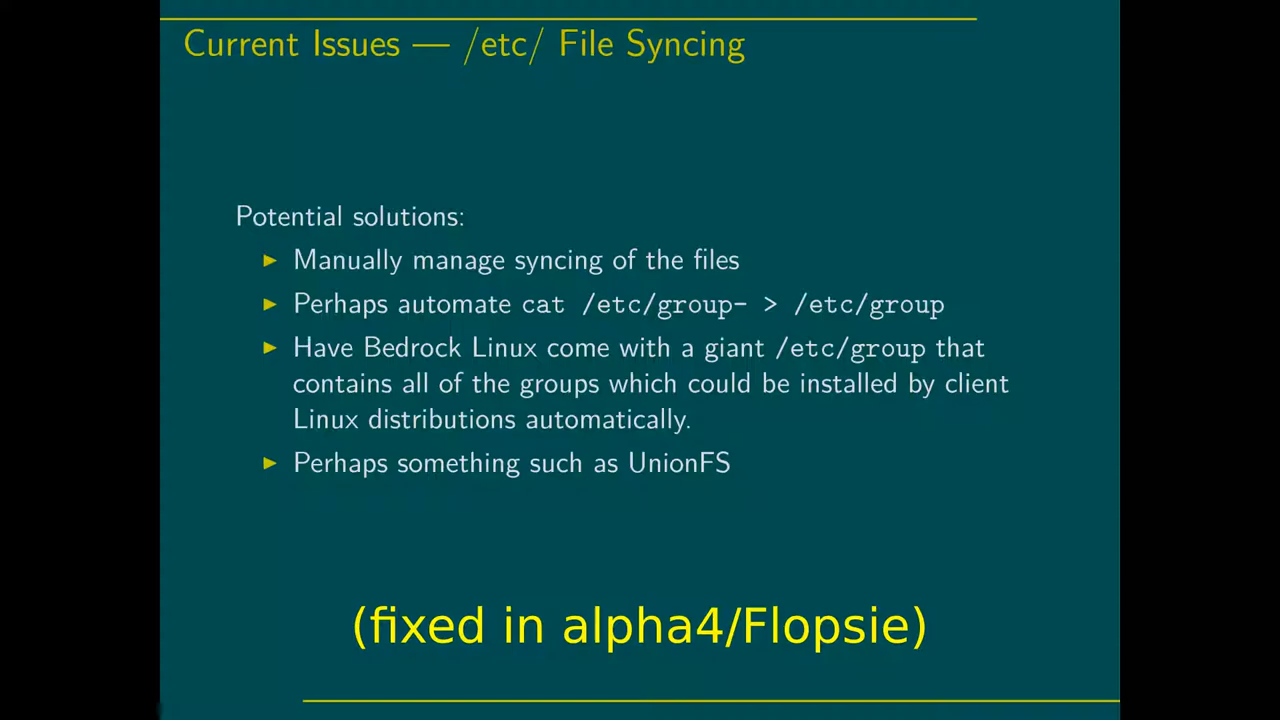 Current Issues — /etc/ File Syncing
Potential solutions:
▶ Manually manage syncing of the files
▶ Perhaps automate cat /etc/group- > /etc/group
▶ Have Bedrock Linux come with a giant /etc/group that
contains all of the groups which could be installed by client
Linux distributions automatically.
▶ Perhaps something such as UnionFS
(fixed in alpha4/Flopsie)